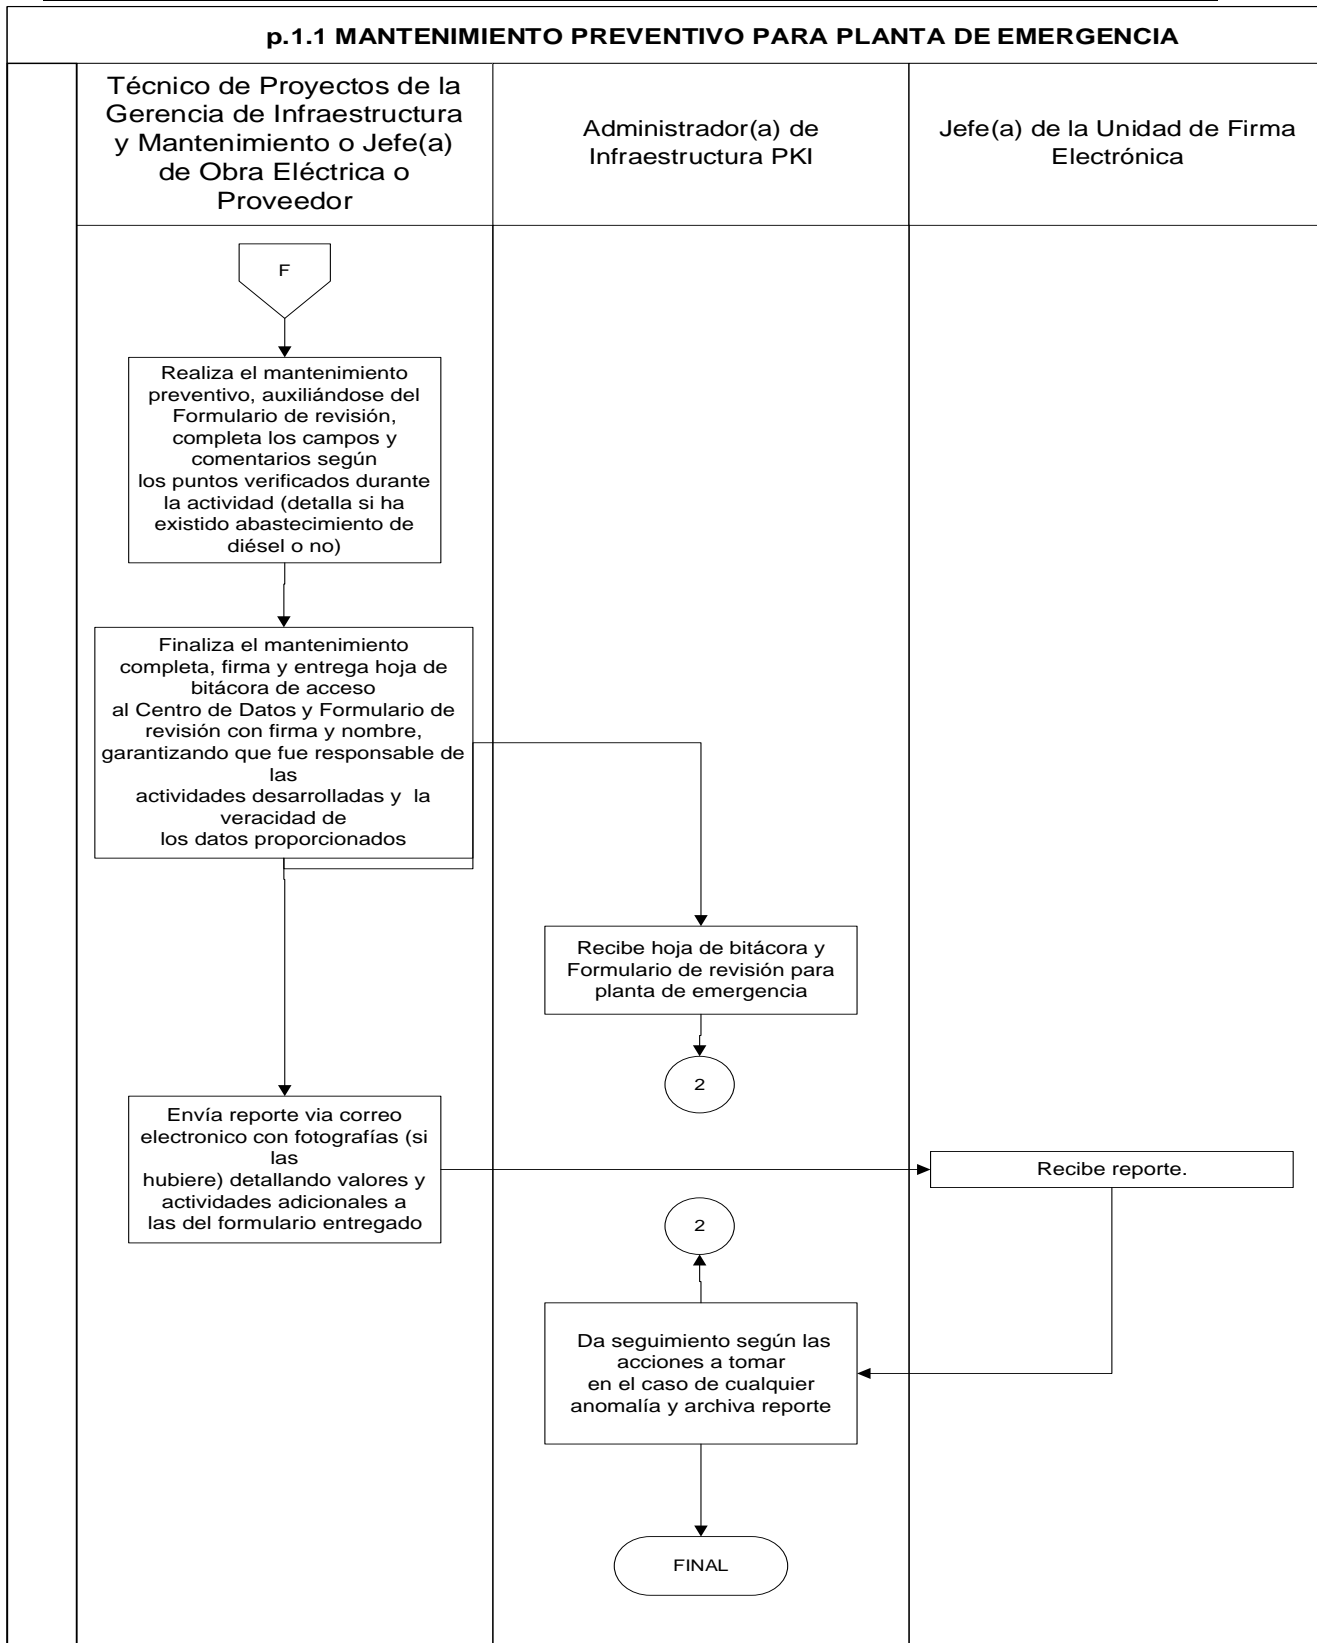 p.1.1 MANTENIMIENTO PREVENTIVO PARA PLANTA DE EMERGENCIA
Técnico de Proyectos de la
Gerencia de Infraestructura
y Mantenimiento o Jefe(a)
de Obra Eléctrica o
Proveedor
Administrador(a) de
Infraestructura PKI
Jefe(a) de la Unidad de Firma
Electrónica
F
Realiza el mantenimiento
preventivo, auxiliándose del
Formulario de revisión,
completa los campos y
comentarios según
los puntos verificados durante
la actividad (detalla si ha
existido abastecimiento de
diésel o no)
Finaliza el mantenimiento
completa, firma y entrega hoja de
bitácora de acceso
al Centro de Datos y Formulario de
revisión con firma y nombre,
garantizando que fue responsable de
las
actividades desarrolladas y  la
veracidad de
los datos proporcionados
Recibe hoja de bitácora y
Formulario de revisión para
planta de emergencia
2
Envía reporte via correo
electronico con fotografías (si
las
hubiere) detallando valores y
actividades adicionales a
las del formulario entregado
Recibe reporte.
2
Da seguimiento según las
acciones a tomar
en el caso de cualquier
anomalía y archiva reporte
FINAL